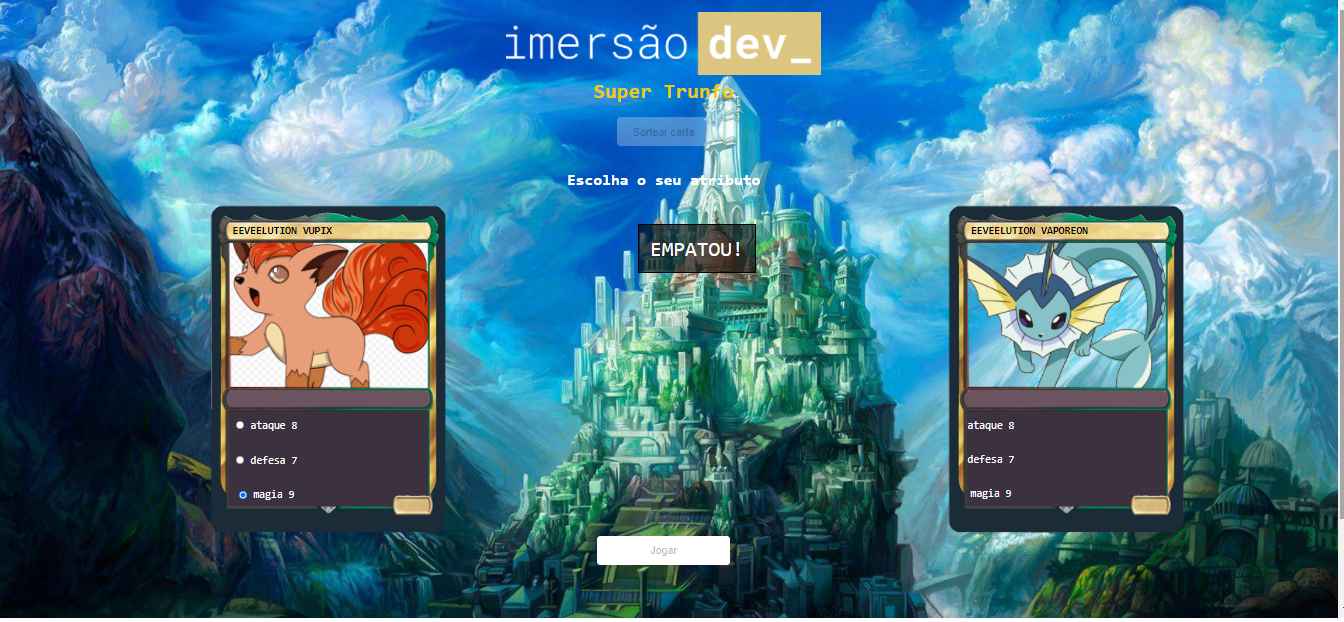 imersão dev_
Super Trunfo
Sortear carta
Escolha o seu atributo
EEVEELUTION VUPIX
EMPATOU!
EEVEELUTION VAPOREON
ataque 8
defesa 7
magia 9
ataque 8
defesa 7
magia 9
Jogar